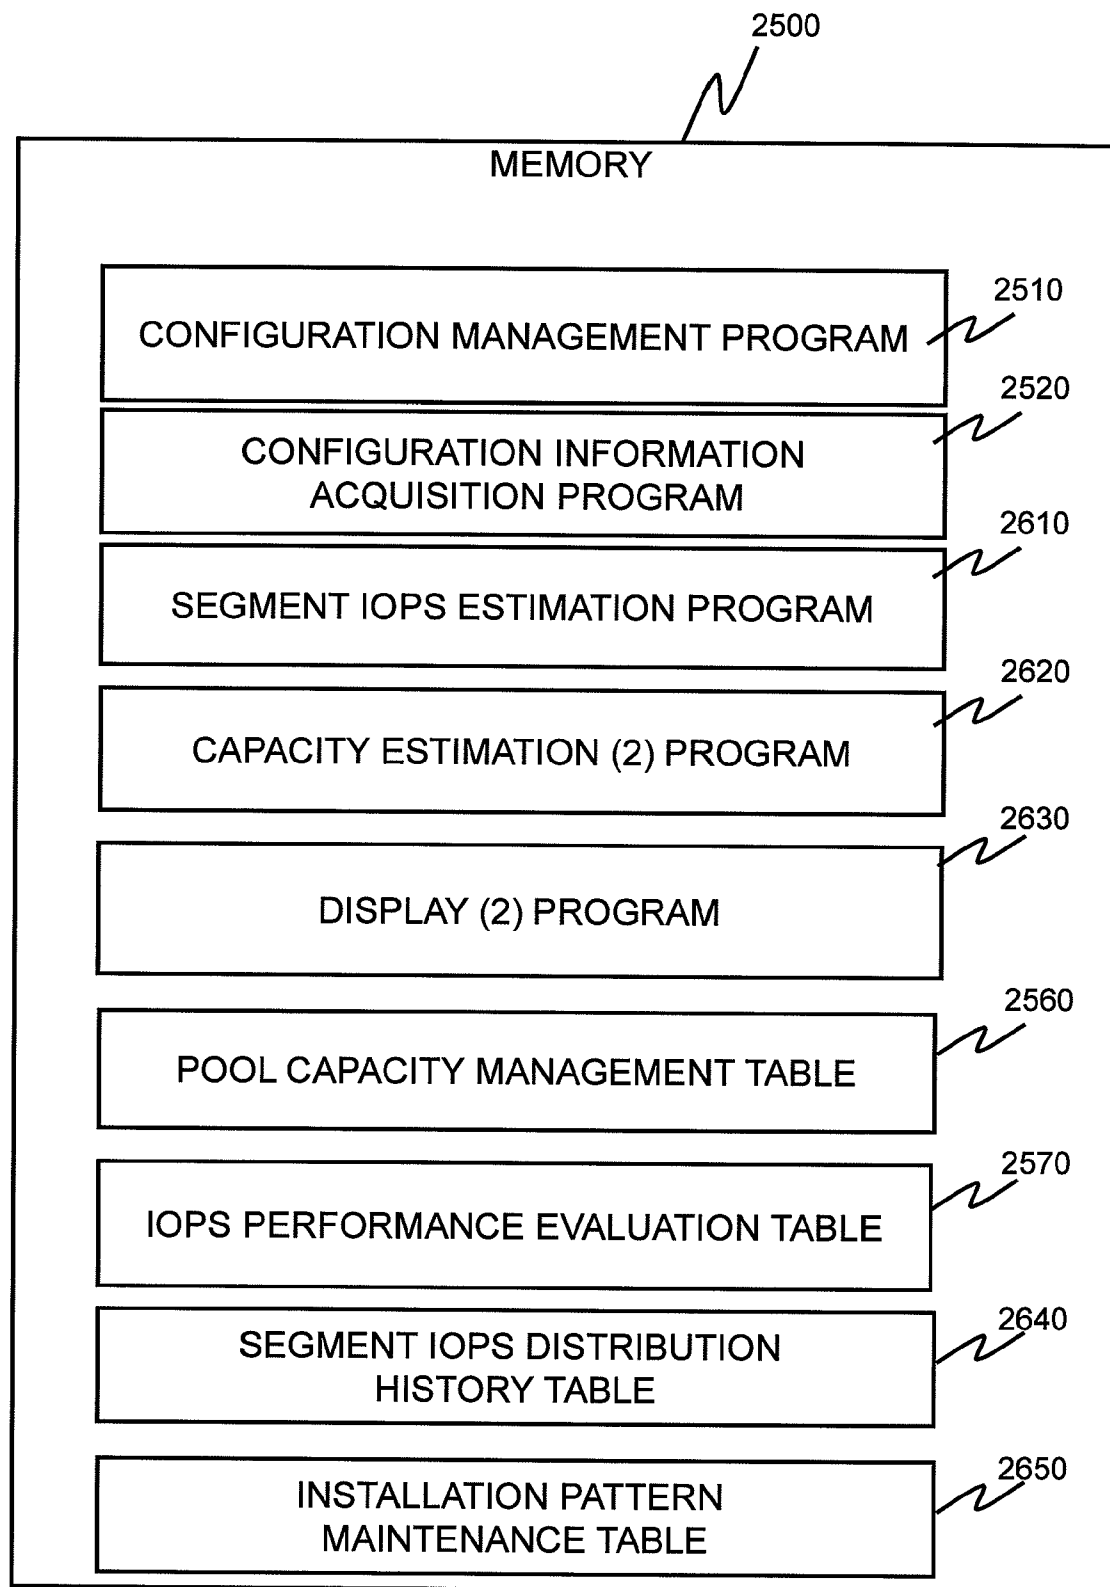 2500
MEMORY
CONFIGURATION MANAGEMENT PROGRAM
2510
CONFIGURATION INFORMATION
ACQUISITION PROGRAM
2520
SEGMENT IOPS ESTIMATION PROGRAM
2610
CAPACITY ESTIMATION (2) PROGRAM
2620
DISPLAY (2) PROGRAM
2630
POOL CAPACITY MANAGEMENT TABLE
2560
IOPS PERFORMANCE EVALUATION TABLE
2570
SEGMENT IOPS DISTRIBUTION
HISTORY TABLE
2640
INSTALLATION PATTERN
MAINTENANCE TABLE
2650